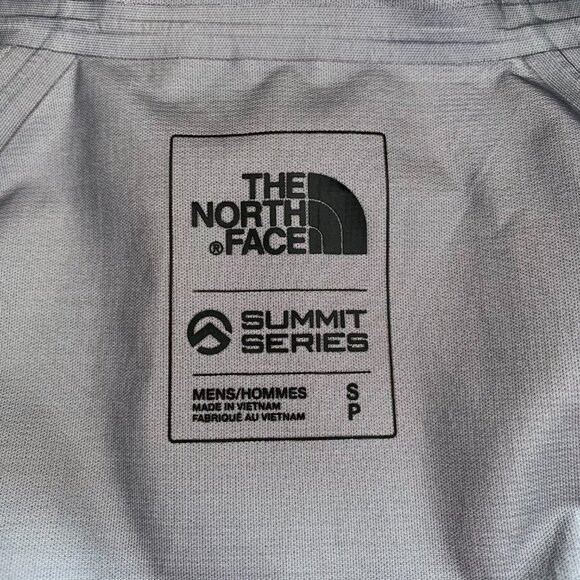 THE
NORTH
®FACE
SUMMIT
SERIES
MENS/HOMMES S
MADE IN VIETNAM P
FABRIQUÉ AU VIETNAM